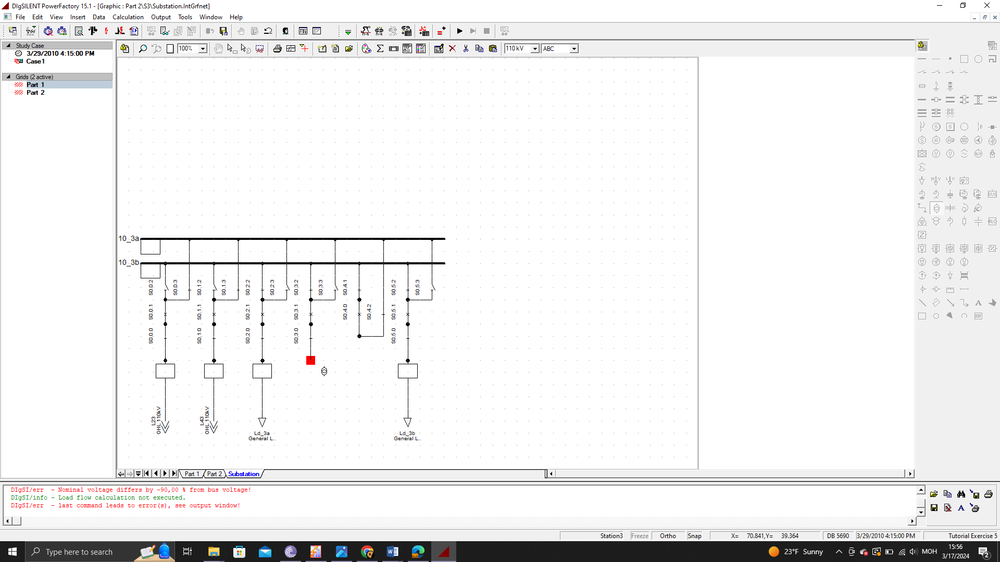 DIgSILENT PowerFactory 15.1 - [Graphic : Part 2\S3\Substation.IntGrfnet]
File Edit View Insert Data Calculation Output Tools Window Help
100%
110 kV
ABC
Study Case
3/29/2010 4:15:00 PM
Case1
Grids (2 active)
Part 1
Part 2
10_3a
10_3b
S0.0.2
S0.0.3
S0.1.2
S0.1.3
S0.2.2
S0.2.3
S0.3.2
S0.3.3
S0.4.1
S0.5.2
S0.5.3
S0.0.1
S0.1.1
S0.2.1
S0.3.1
S0.4.0
S0.4.2
S0.5.1
S0.0.0
S0.1.0
S0.2.0
S0.3.0
S0.5.0
L23
OHL 110kV
L43
OHL 110kV
Ld_3a
General L..
Ld_3b
General L..
Part 1
Part 2
Substation
DIgSI/err - Nominal voltage differs by -90,00 % from bus voltage!
DIgSI/info - Load flow calculation not executed.
DIgSI/err - last command leads to error(s), see output window!
Station3
Freeze
Ortho
Snap
X= 70.841,Y= 39.364
DB 5690
3/29/2010 4:15:00 PM
Tutorial Exercise 5
Type here to search
23°F Sunny
МОН
15:56
3/17/2024
2